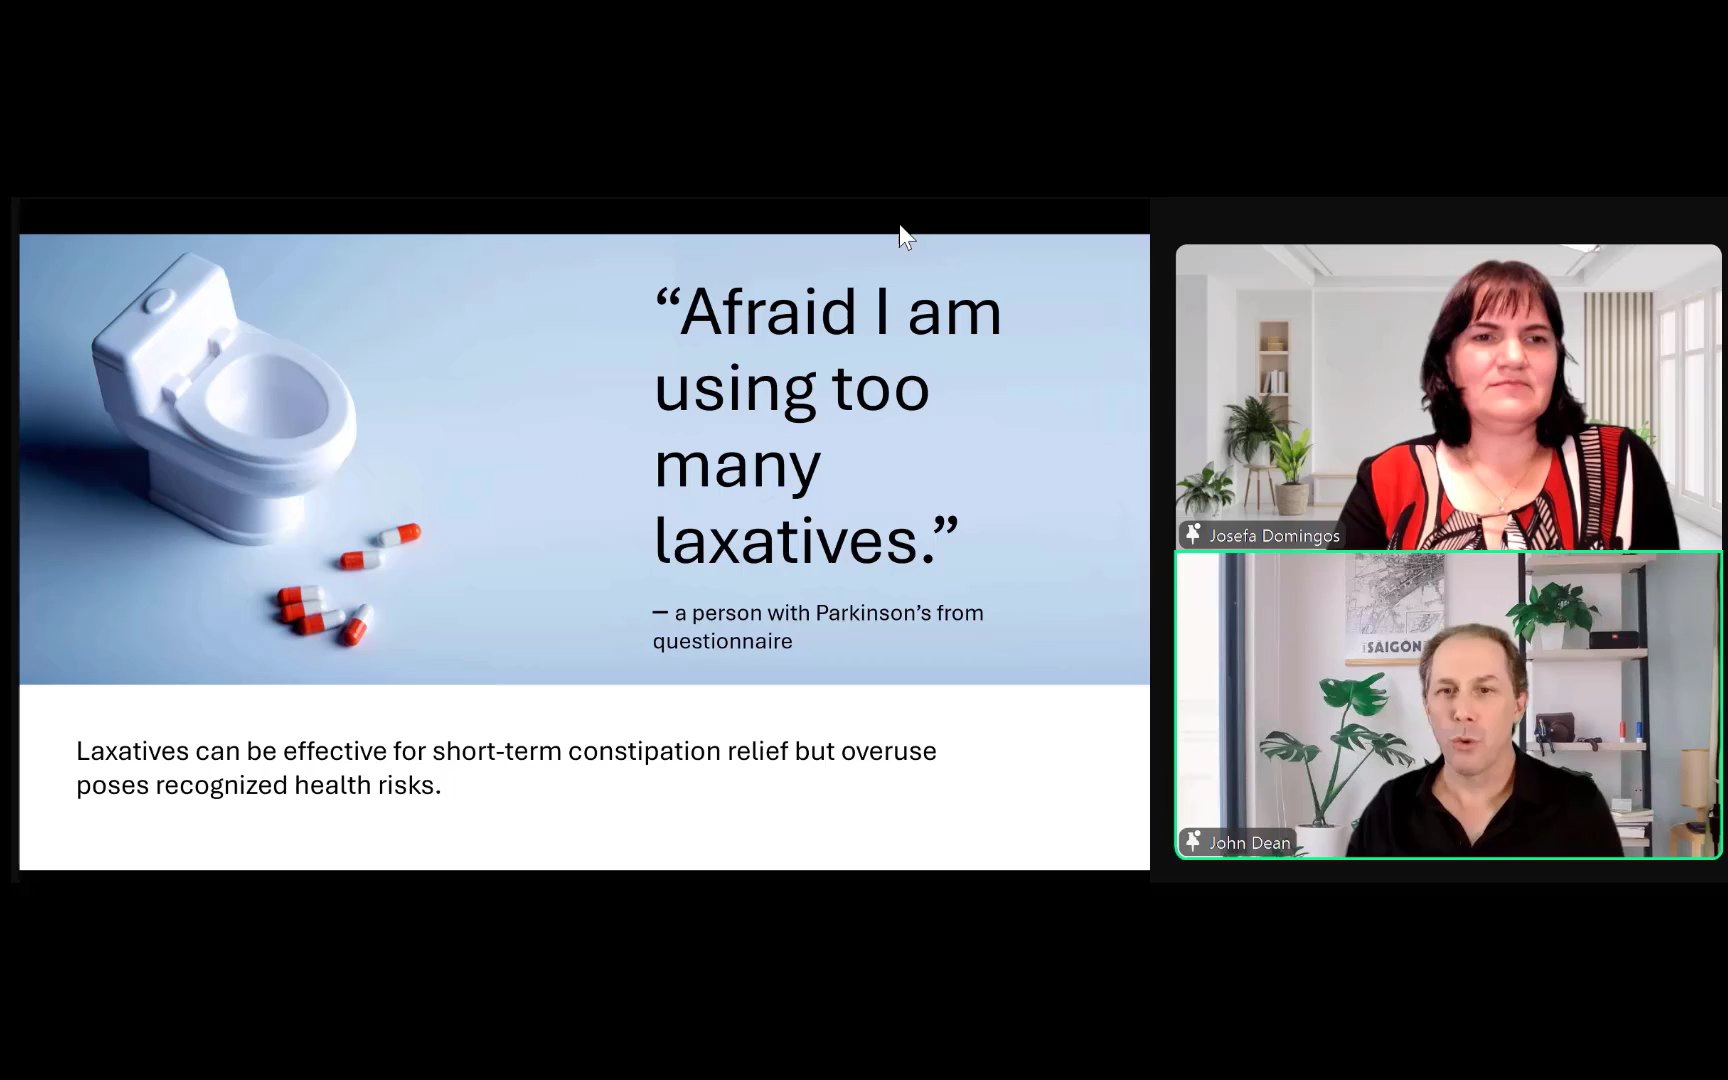 “Afraid I am
using too
many
laxatives.”
— a person with Parkinson’s from
questionnaire
Laxatives can be effective for short-term constipation relief but overuse
poses recognized health risks.
Josefa Domingos
SAIGON
John Dean